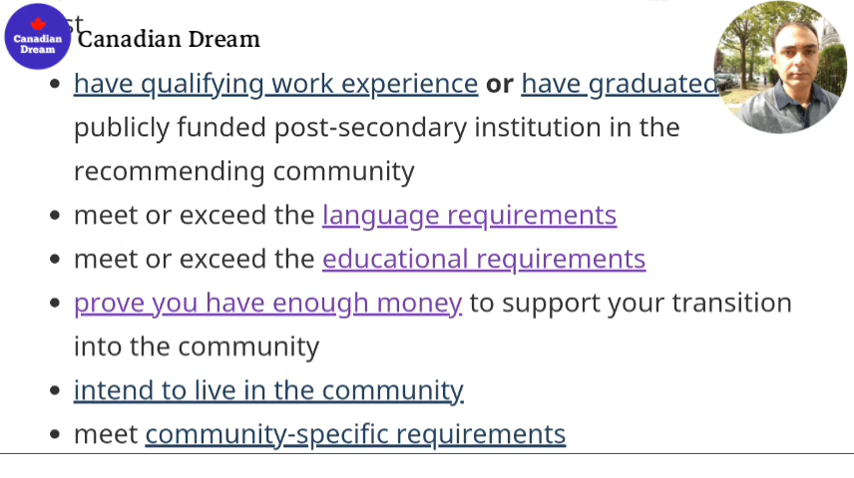 st
Canadian Dream
Canadian
Dream
• have qualifying work experience or have graduated
publicly funded post-secondary institution in the
recommending community
• meet or exceed the language requirements
• meet or exceed the educational requirements
• prove you have enough money to support your transition
into the community
• intend to live in the community
• meet community-specific requirements